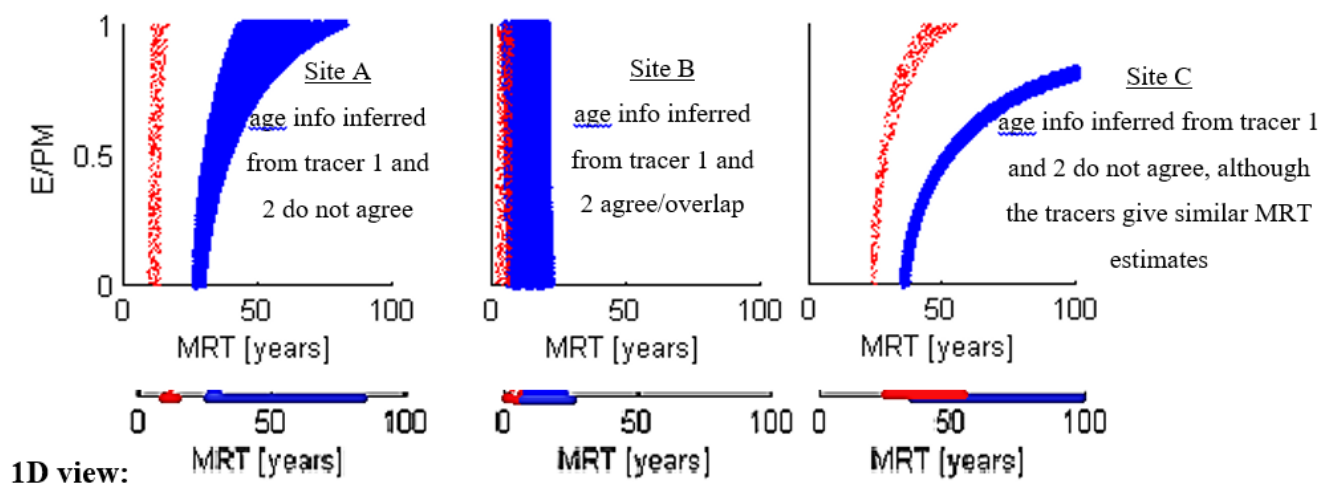 1
0.5
0
E/PM
Site A
age info inferred
from tracer 1 and
2 do not agree
0 50 100
MRT [years]
Site B
age info inferred
from tracer 1 and
2 agree/overlap
0 50 100
MRT [years]
Site C
age info inferred from tracer 1
and 2 do not agree, although
the tracers give similar MRT
estimates
0 50 100
MRT [years]
0 50 100
MRT [years]
0 50 100
MRT [years]
0 50 100
MRT [years]
1D view: